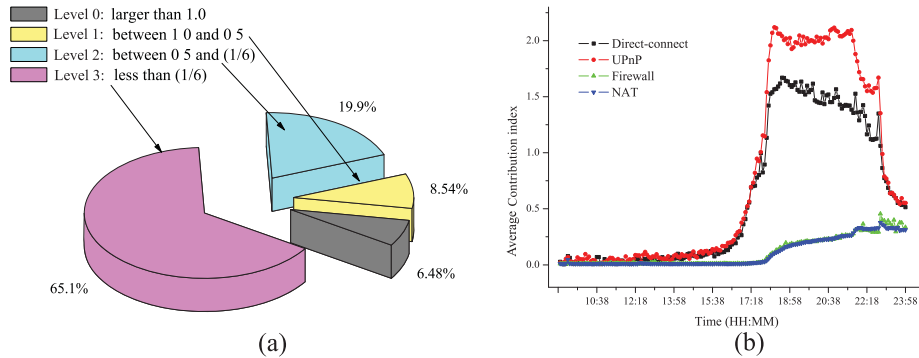 Level 0: larger than 1.0
Level 1: between 1 0 and 0 5
Level 2: between 0 5 and (1/6)
Level 3: less than (1/6)
19.9%
8.54%
6.48%
65.1%
(a)
Direct-connect
UPnP
Firewall
NAT
Average Contribution index
2.0
1.5
1.0
0.5
0.0
10:38 12:18 13:58 15:38 17:18 18:58 20:38 22:18 23:58
Time (HH:MM)
(b)